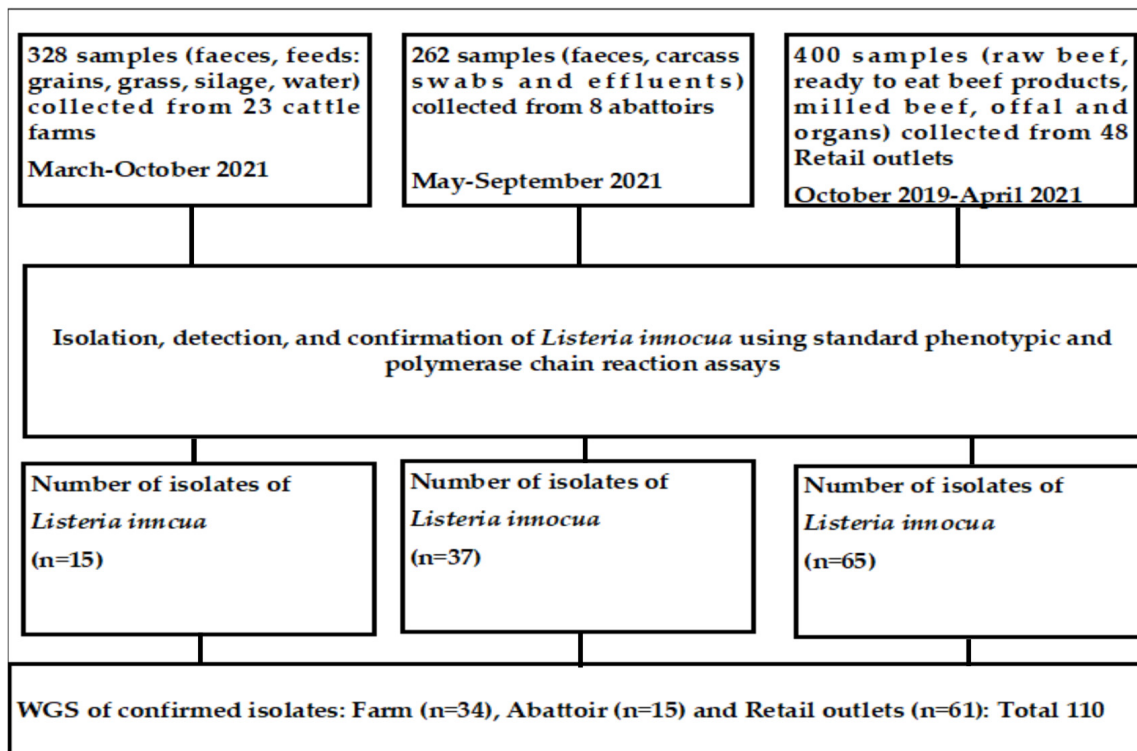 328 samples (faeces, feeds:
grains, grass, silage, water)
collected from 23 cattle
farms
March-October 2021
262 samples (faeces, carcass
swabs and effluents)
collected from 8 abattoirs
May-September 2021
400 samples (raw beef,
ready to eat beef products,
milled beef, offal and
organs) collected from 48
Retail outlets
October 2019-April 2021
Isolation, detection, and confirmation of Listeria innocua using standard phenotypic and
polymerase chain reaction assays
Number of isolates of
Listeria inncua
(n=15)
Number of isolates of
Listeria innocua
(n=37)
Number of isolates of
Listeria innocua
(n=65)
WGS of confirmed isolates: Farm (n=34), Abattoir (n=15) and Retail outlets (n=61): Total 110